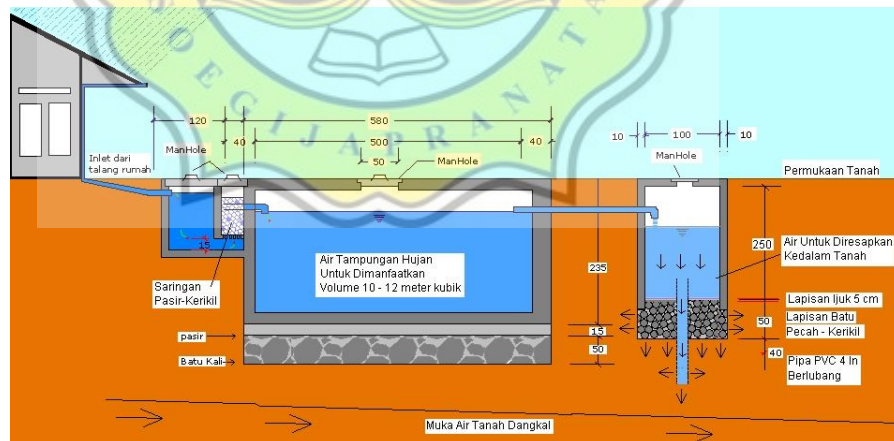 SOEGIJAPRANATA
120
580
40
500
40
50
10
100
10
Inlet dari
talang rumah
ManHole
ManHole
ManHole
Permukaan Tanah
15
Air Tampungan Hujan
Untuk Dimanfaatkan
Volume 10 - 12 meter kubik
235
250
Air Untuk Diresapkan
Kedalam Tanah
Saringan
Pasir-Kerikil
Lapisan Ijuk 5 cm
Lapisan Batu
Pecah - Kerikil
pasir
15
50
50
40
Batu Kali
Pipa PVC 4 In
Berlubang
Muka Air Tanah Dangkal